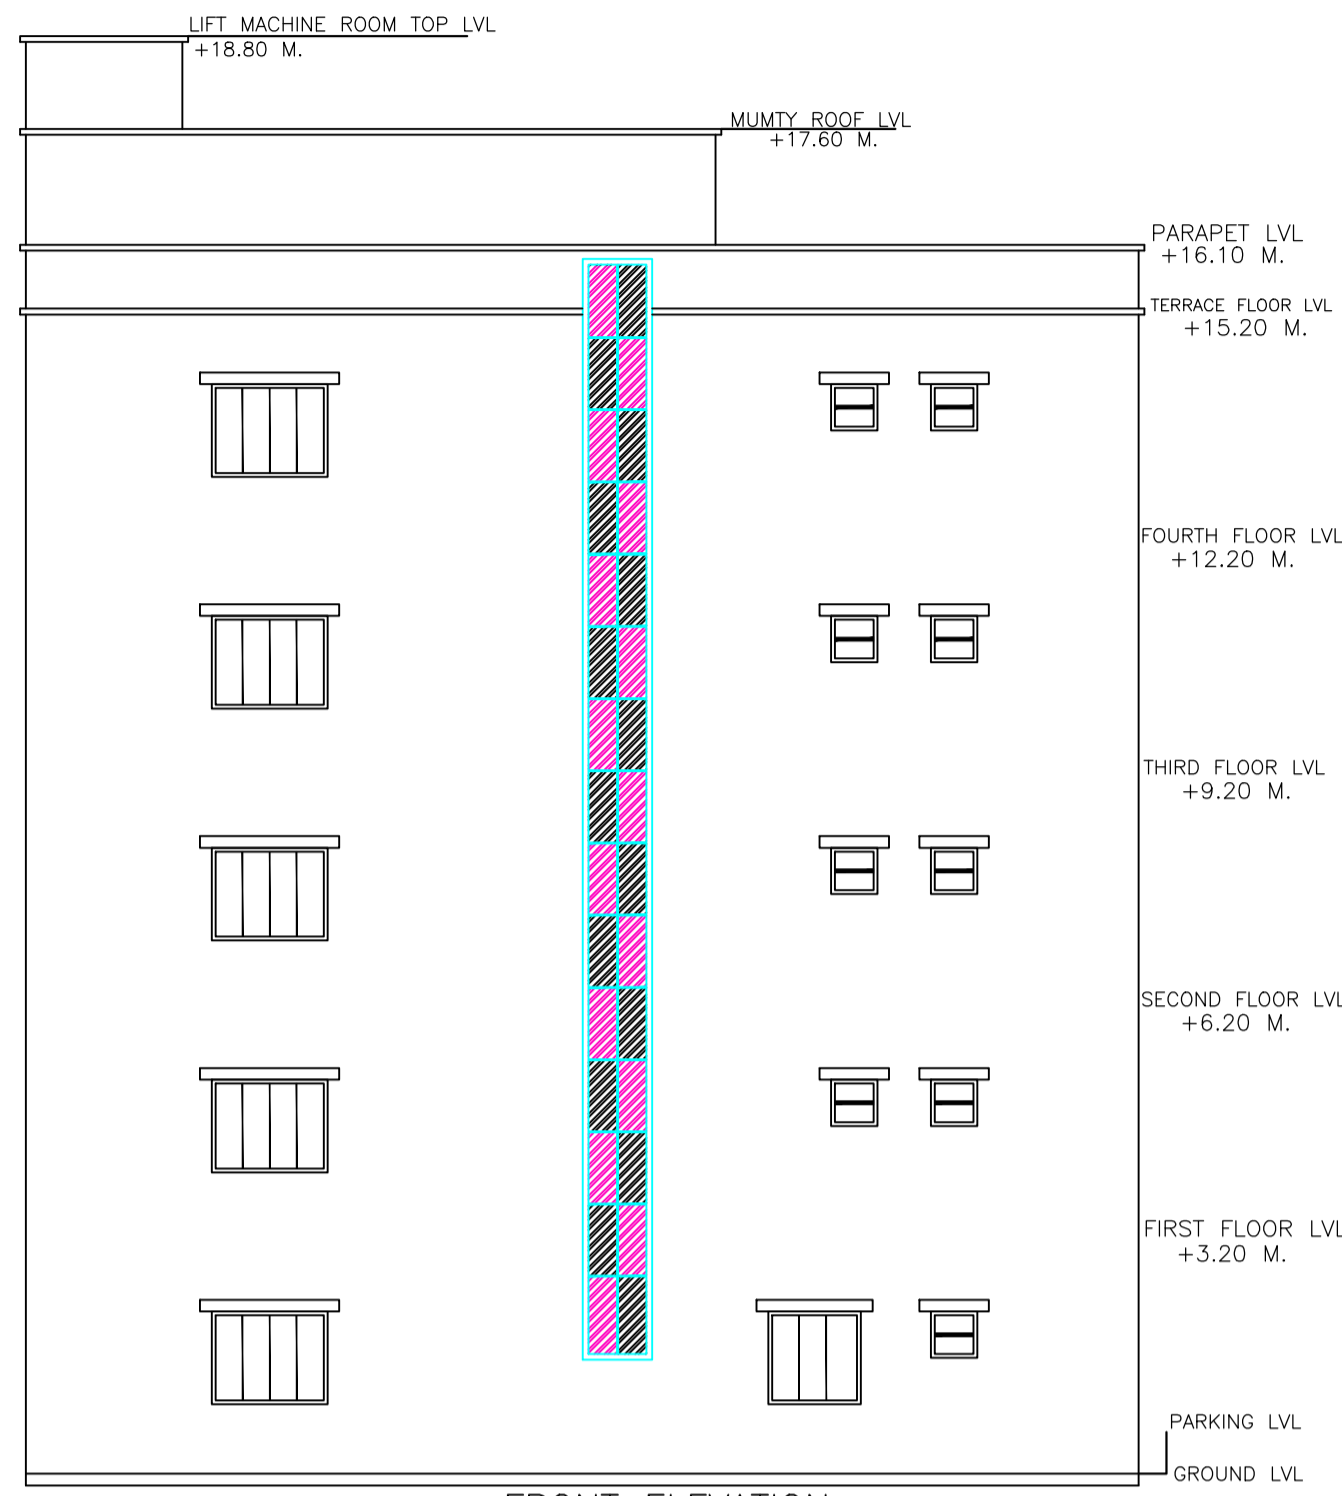 LIFT MACHINE ROOM TOP LVL
+18.80 M.
MUMTY ROOF LVL
+17.60 M.
PARAPET LVL
+16.10 M.
TERRACE FLOOR LVL
+15.20 M.
FOURTH FLOOR LVL
+12.20 M.
THIRD FLOOR LVL
+9.20 M.
SECOND FLOOR LVL
+6.20 M.
FIRST FLOOR LVL
+3.20 M.
PARKING LVL
GROUND LVL
FRONT ELEVATION